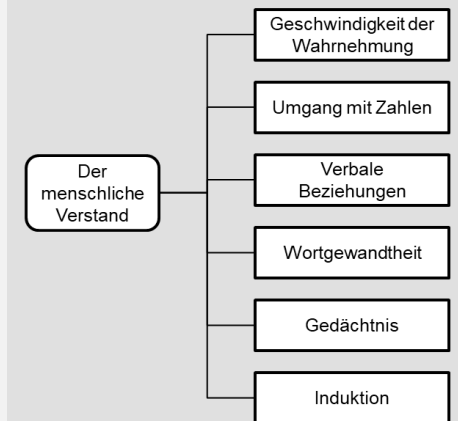 Geschwindigkeit der
Wahrnehmung
Umgang mit Zahlen
Der
menschliche
Verstand
Verbale
Beziehungen
Wortgewandtheit
Gedächtnis
Induktion